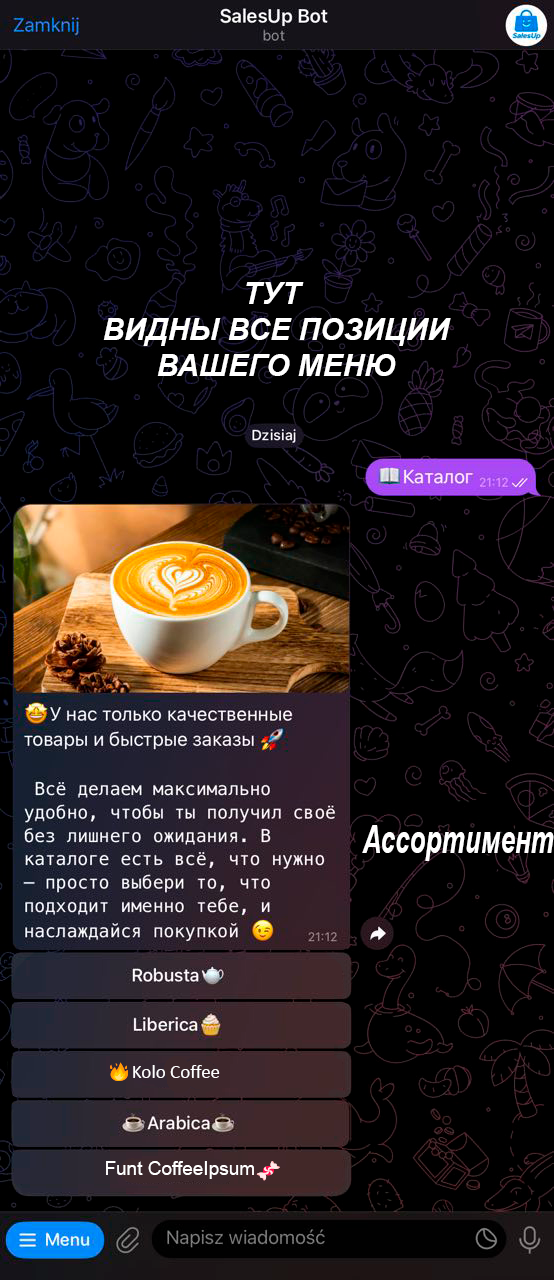 Zamknij
SalesUp Bot
bot
SalesUp
ТУТ
ВИДНЫ ВСЕ ПОЗИЦИИ
ВАШЕГО МЕНЮ
Dzisiaj
📖Каталог 21:12
🤩У нас только качественные
товары и быстрые заказы 🚀
Всё делаем максимально
удобно, чтобы ты получил своё
без лишнего ожидания. В
каталоге есть всё, что нужно
— просто выбери то, что
подходит именно тебе, и
наслаждайся покупкой 😉 21:12
Ассортимент
Robusta🫖
Liberica🧁
🔥Kolo Coffee
☕Arabica☕
Funt CoffeeIpsum🍬
Menu
Napisz wiadomość